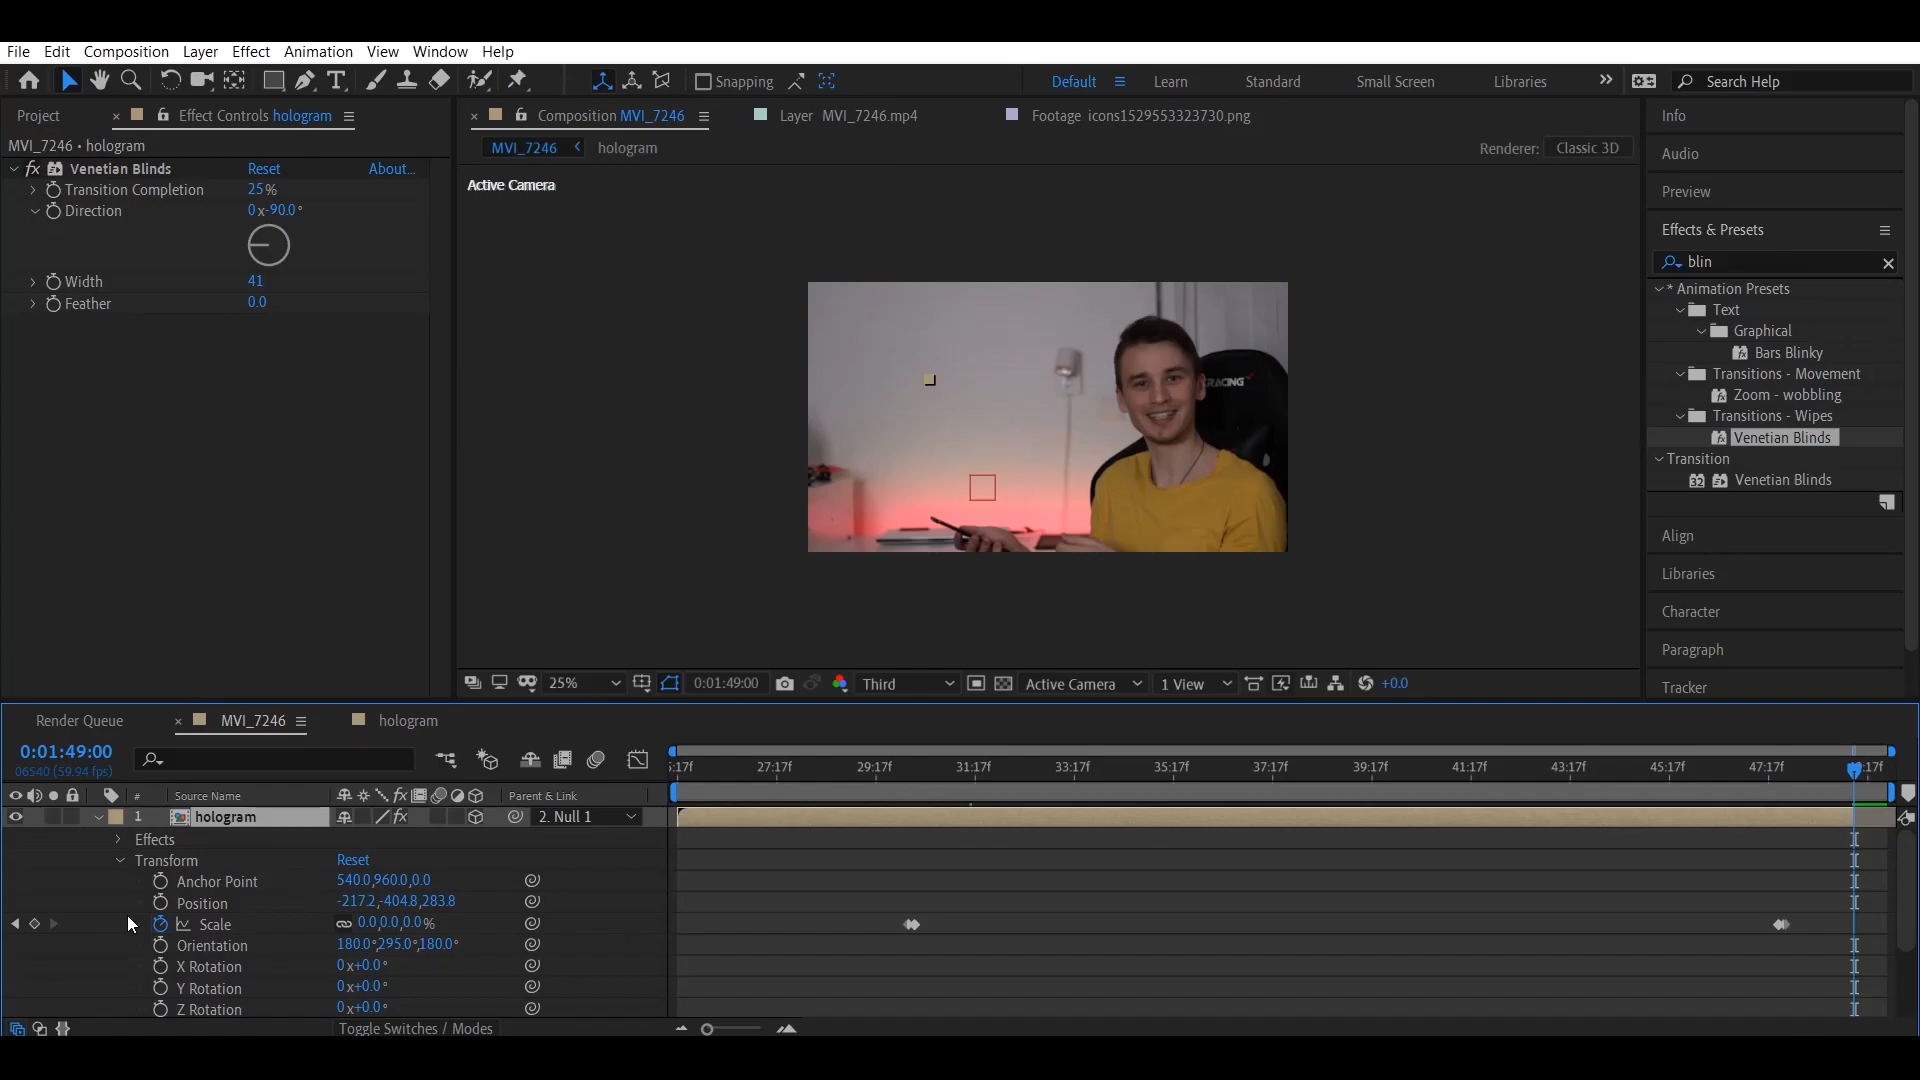 File Edit Composition Layer Effect Animation View Window Help
Snapping Default Learn Standard Small Screen Libraries Search Help
Project Effect Controls hologram
MVI_7246 • hologram
fx Venetian Blinds Reset About...
Transition Completion 25%
Direction 0x-90.0°
Width 41
Feather 0.0
Composition MVI_7246 Layer MVI_7246.mp4 Footage icons1529553323730.png
MVI_7246 hologram Renderer: Classic 3D
Active Camera
RACING
25% 0:01:49:00 Third Active Camera 1 View +0.0
Info
Audio
Preview
Effects & Presets
blin
* Animation Presets
Text
Graphical
Bars Blinky
Transitions - Movement
Zoom - wobbling
Transitions - Wipes
Venetian Blinds
Transition
32 Venetian Blinds
Align
Libraries
Character
Paragraph
Tracker
Render Queue MVI_7246 hologram
0:01:49:00
06540 (59.94 fps)
5:17f 27:17f 29:17f 31:17f 33:17f 35:17f 37:17f 39:17f 41:17f 43:17f 45:17f 47:17f :17f
# Source Name fx Parent & Link
1 hologram fx 2. Null 1
Effects
Transform Reset
Anchor Point 540.0,960.0,0.0
Position -217.2,-404.8,283.8
Scale 0.0,0.0,0.0%
Orientation 180.0°,295.0°,180.0°
X Rotation 0x+0.0°
Y Rotation 0x+0.0°
Z Rotation 0x+0.0°
Toggle Switches / Modes